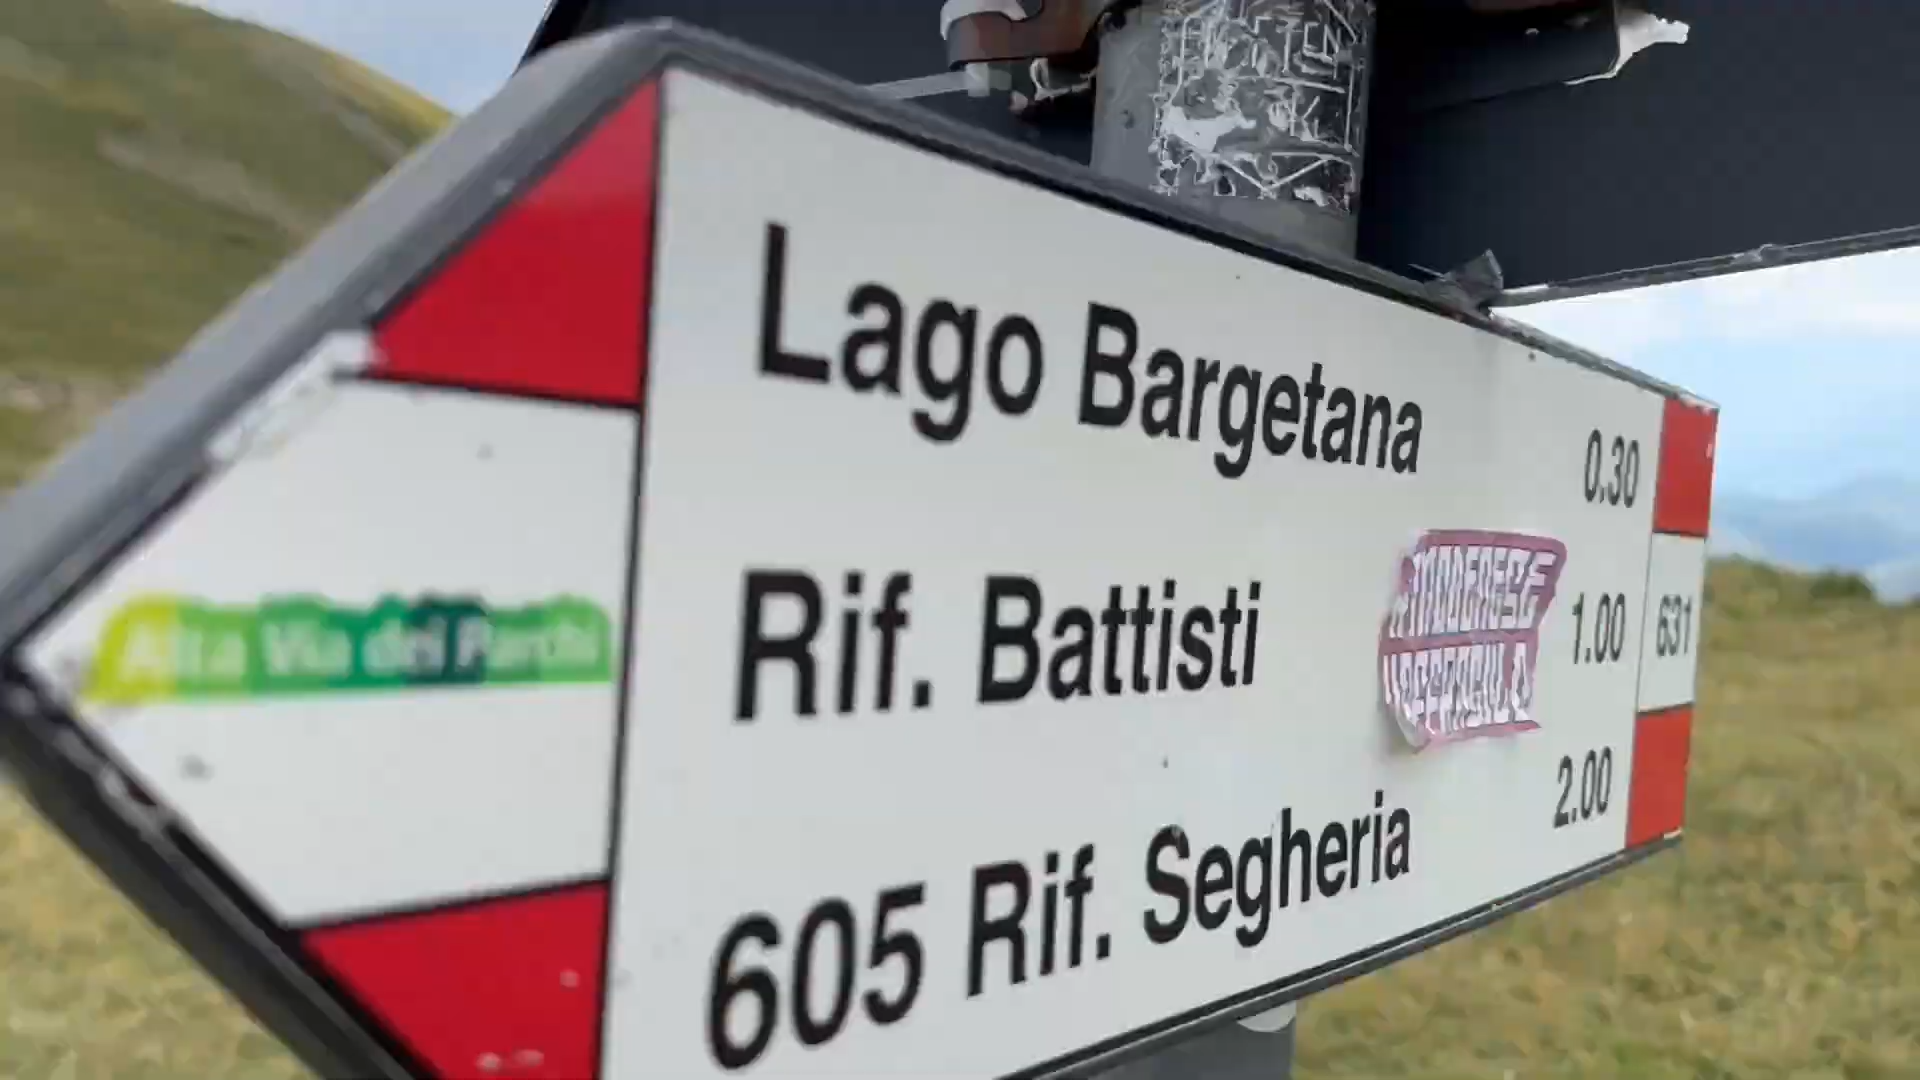 Lago Bargetana 0.30
Rif. Battisti 1.00
605 Rif. Segheria 2.00
631
Alta Via dei Parchi